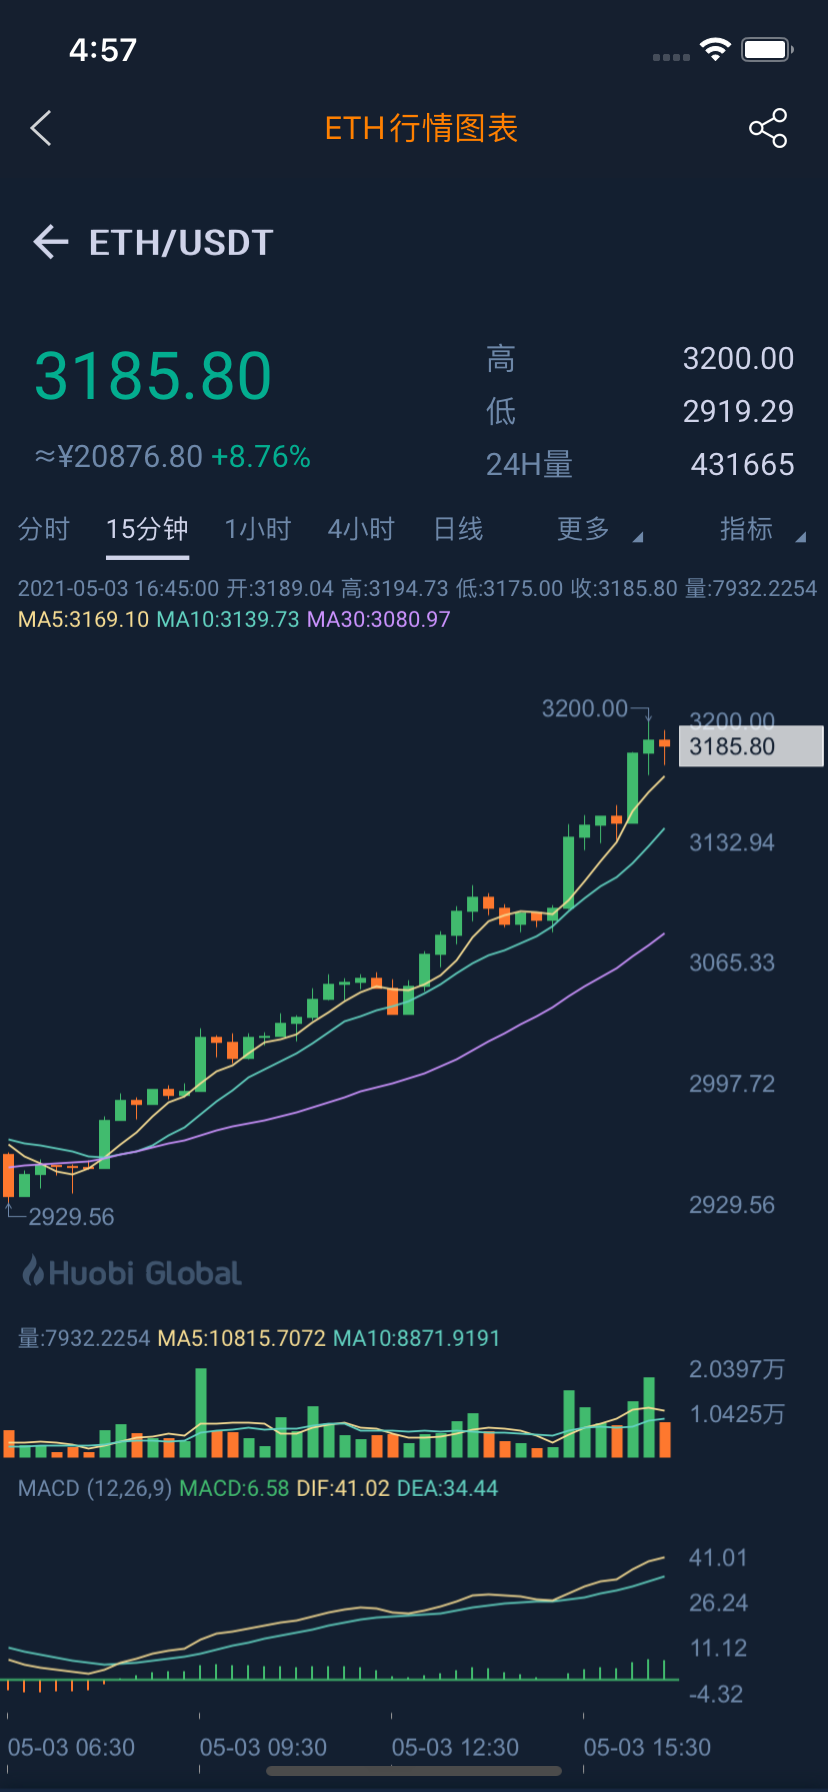 4:57
ETH行情图表
ETH/USDT
3185.80
高 3200.00
低 2919.29
≈¥20876.80 +8.76%
24H量 431665
分时 15分钟 1小时 4小时 日线 更多 指标
2021-05-03 16:45:00 开:3189.04 高:3194.73 低:3175.00 收:3185.80 量:7932.2254
MA5:3169.10 MA10:3139.73 MA30:3080.97
3200.00
3200.00
3185.80
3132.94
3065.33
2997.72
2929.56
2929.56
Huobi Global
量:7932.2254 MA5:10815.7072 MA10:8871.9191
2.0397万
1.0425万
MACD (12,26,9) MACD:6.58 DIF:41.02 DEA:34.44
41.01
26.24
11.12
-4.32
05-03 06:30 05-03 09:30 05-03 12:30 05-03 15:30